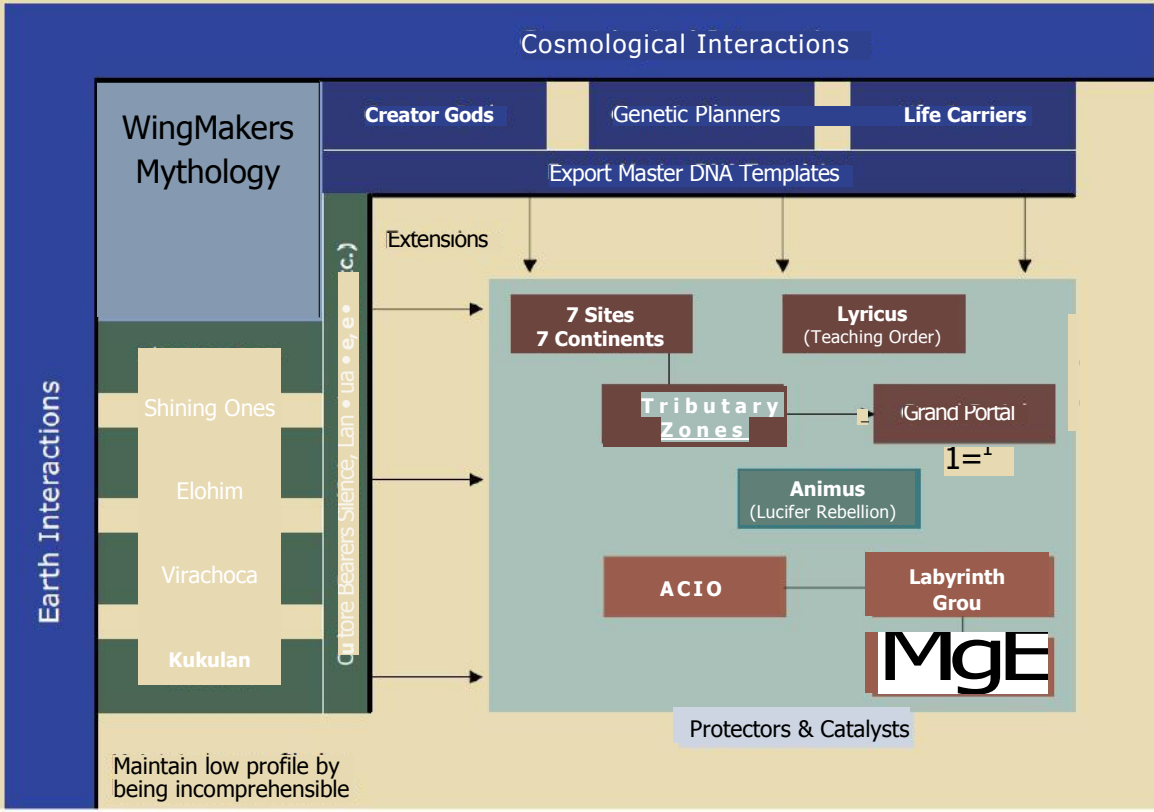 Cosmological Interactions
WingMakers
Mythology
Creator Gods
Genetic Planners
Life Carriers
Export Master DNA Templates
Extensions
7 Sites
7 Continents
Lyricus
(Teaching Order)
Tributary
Zones
Grand Portal
Animus
(Lucifer Rebellion)
ACIO
Labyrinth
Grou
MgE
Protectors & Catalysts
Earth Interactions
Shining Ones
Elohim
Virachoca
Kukulan
Bearers
Maintain low profile by
being incomprehensible